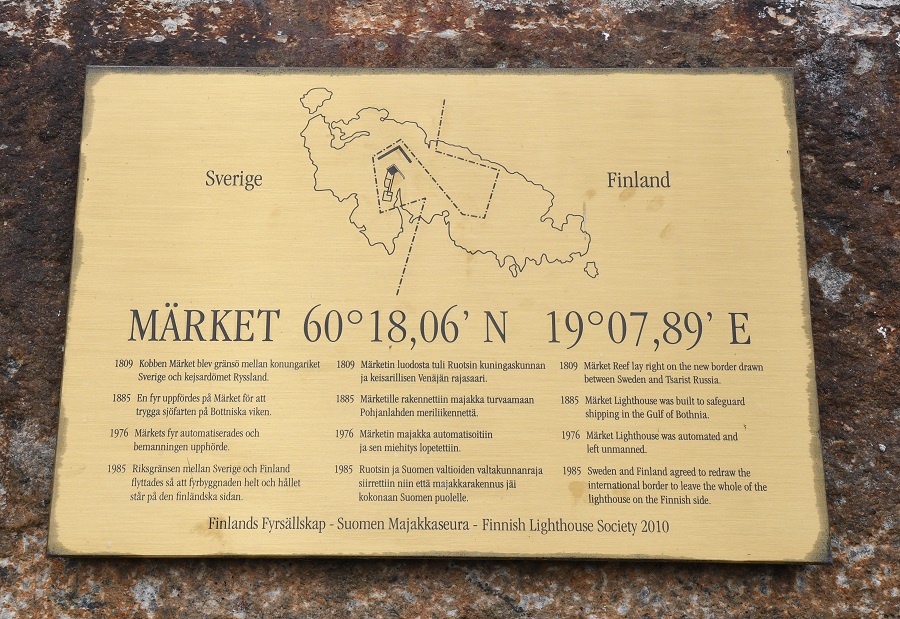 Sverige
Finland
MÄRKET 60°18,06’ N 19°07,89’ E
1809 Kobben Märket blev gränsö mellan konungariket
Sverige och kejsardömet Ryssland.
1885 En fyr uppfördes på Märket för att
trygga sjöfarten på Bottniska viken.
1976 Märkets fyr automatiserades och
bemanningen upphörde.
1985 Riksgränsen mellan Sverige och Finland
flyttades så att fyrbyggnaden helt och hållet
står på den finländska sidan.
1809 Märketin luodosta tuli Ruotsin kuningaskunnan
ja keisarillisen Venäjän rajasaari.
1885 Märketille rakennettiin majakka turvaamaan
Pohjanlahden meriliikennettä.
1976 Märketin majakka automatisoitiin
ja sen miehitys lopetettiin.
1985 Ruotsin ja Suomen valtioiden valtakunnanraja
siirrettiin niin että majakkarakennus jäi
kokonaan Suomen puolelle.
1809 Märket Reef lay right on the new border drawn
between Sweden and Tsarist Russia.
1885 Märket Lighthouse was built to safeguard
shipping in the Gulf of Bothnia.
1976 Märket Lighthouse was automated and
left unmanned.
1985 Sweden and Finland agreed to redraw the
international border to leave the whole of the
lighthouse on the Finnish side.
Finlands Fyrsällskap - Suomen Majakkaseura - Finnish Lighthouse Society 2010